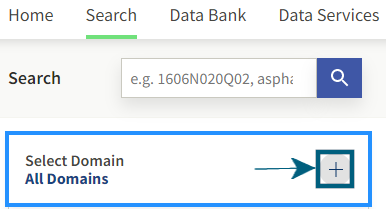 Home Search Data Bank Data Services
Search e.g. 1606N020Q02, aspha
Select Domain
All Domains
+